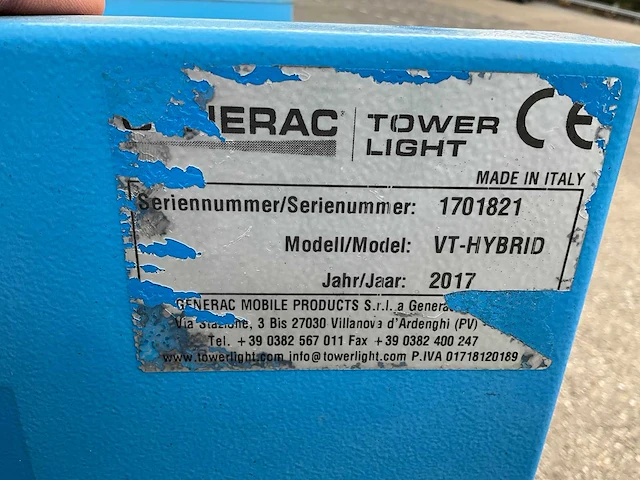 GENERAC
TOWER
LIGHT
CE
MADE IN ITALY
Seriennummer/Serienummer: 1701821
Modell/Model: VT-HYBRID
Jahr/Jaar: 2017
GENERAC MOBILE PRODUCTS S.r.l. a Generac
Via Stazione, 3 Bis 27030 Villanova d'Ardenghi (PV)
Tel. +39 0382 567 011 Fax +39 0382 400 247
www.towerlight.com info@towerlight.com P.IVA 01718120189